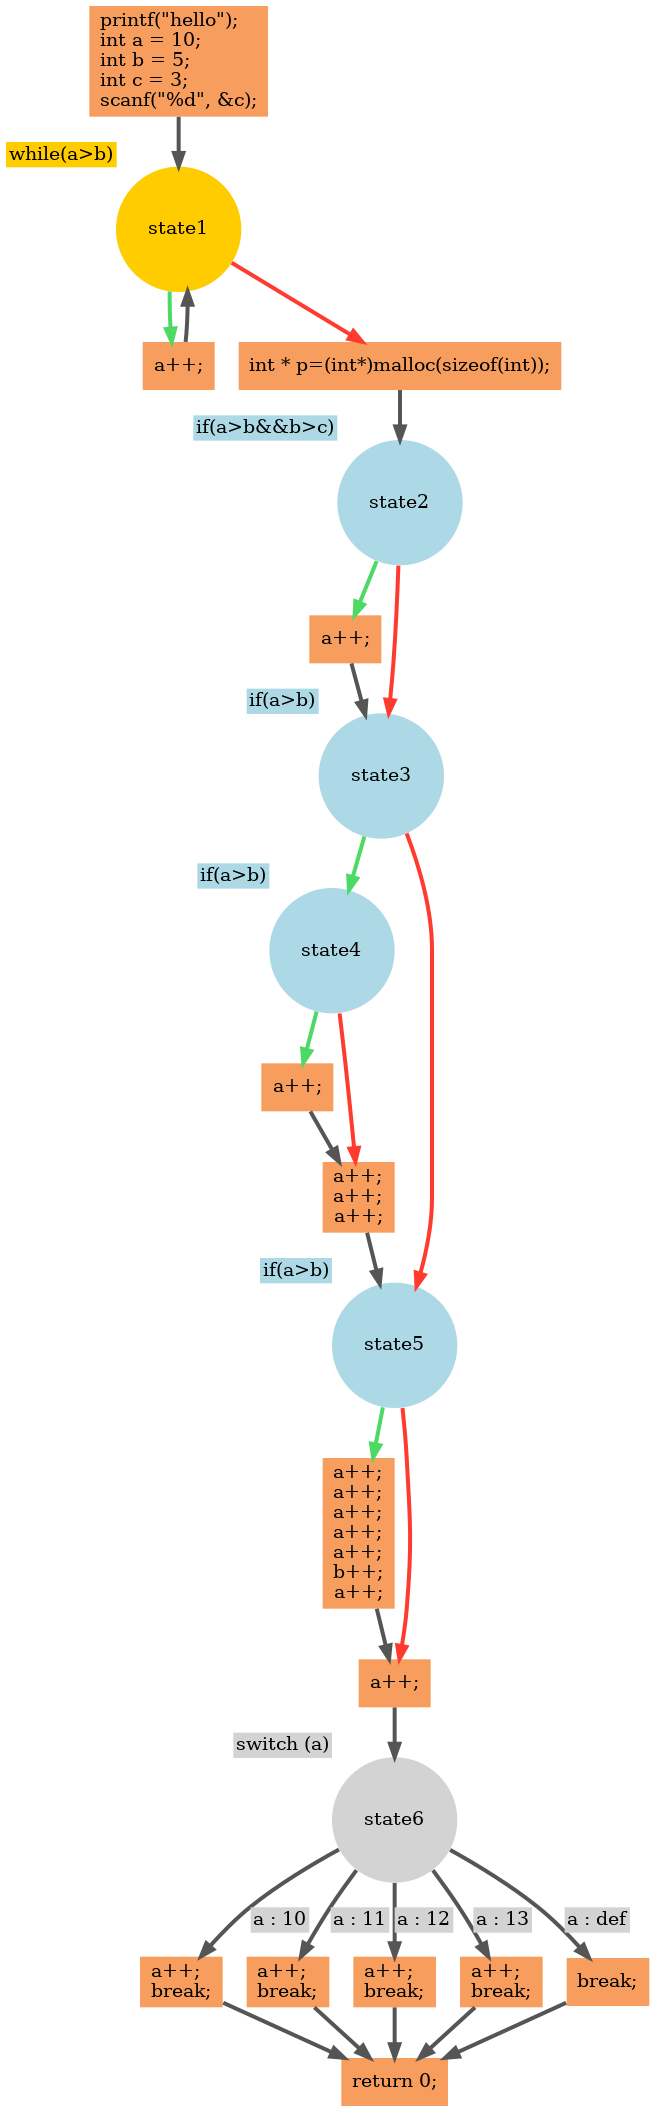 printf("hello");
int a = 10;
int b = 5;
int c = 3;
scanf("%d", &c);
while(a>b)
state1
a++;
int * p=(int*)malloc(sizeof(int));
if(a>b&&b>c)
state2
a++;
if(a>b)
state3
if(a>b)
state4
a++;
a++;
a++;
a++;
if(a>b)
state5
a++;
a++;
a++;
a++;
a++;
b++;
a++;
a++;
switch (a)
state6
a : 10
a : 11
a : 12
a : 13
a : def
a++;
break;
a++;
break;
a++;
break;
a++;
break;
break;
return 0;